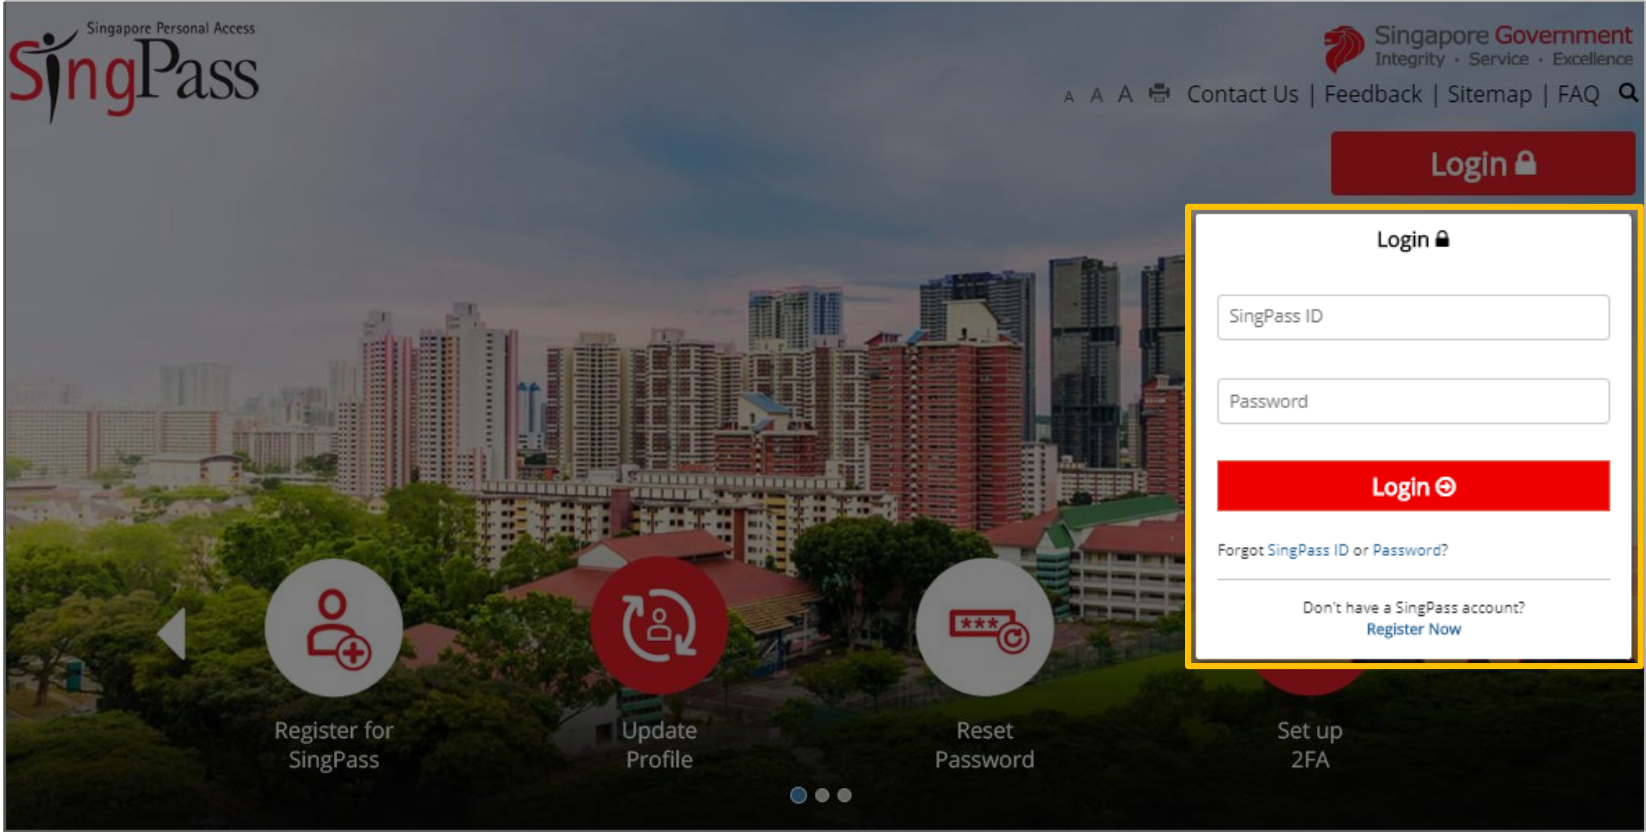 Singapore Personal Access
SingPass
Singapore Government
Integrity · Service · Excellence
A A A Contact Us | Feedback | Sitemap | FAQ
Login
Login
SingPass ID
Password
Login
Forgot SingPass ID or Password?
Don't have a SingPass account?
Register Now
***
Register for
SingPass
Update
Profile
Reset
Password
Set up
2FA